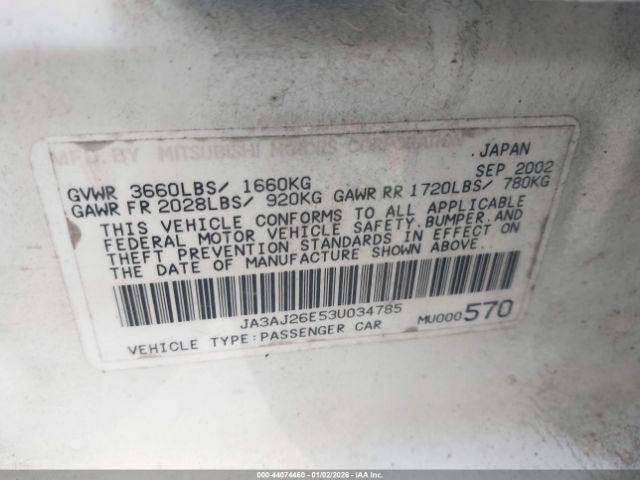 MFD. BY MITSUBISHI MOTORS CORPORATION. JAPAN
GVWR 3660LBS/ 1660KG SEP 2002
GAWR FR 2028LBS/ 920KG GAWR RR 1720LBS/ 780KG
THIS VEHICLE CONFORMS TO ALL APPLICABLE
FEDERAL MOTOR VEHICLE SAFETY,BUMPER,AND
THEFT PREVENTION STANDARDS IN EFFECT ON
THE DATE OF MANUFACTURE SHOWN ABOVE.
JA3AJ26E53U034785
MU000570
VEHICLE TYPE:PASSENGER CAR
000-44074460 - 01/02/2026 - IAA Corp.